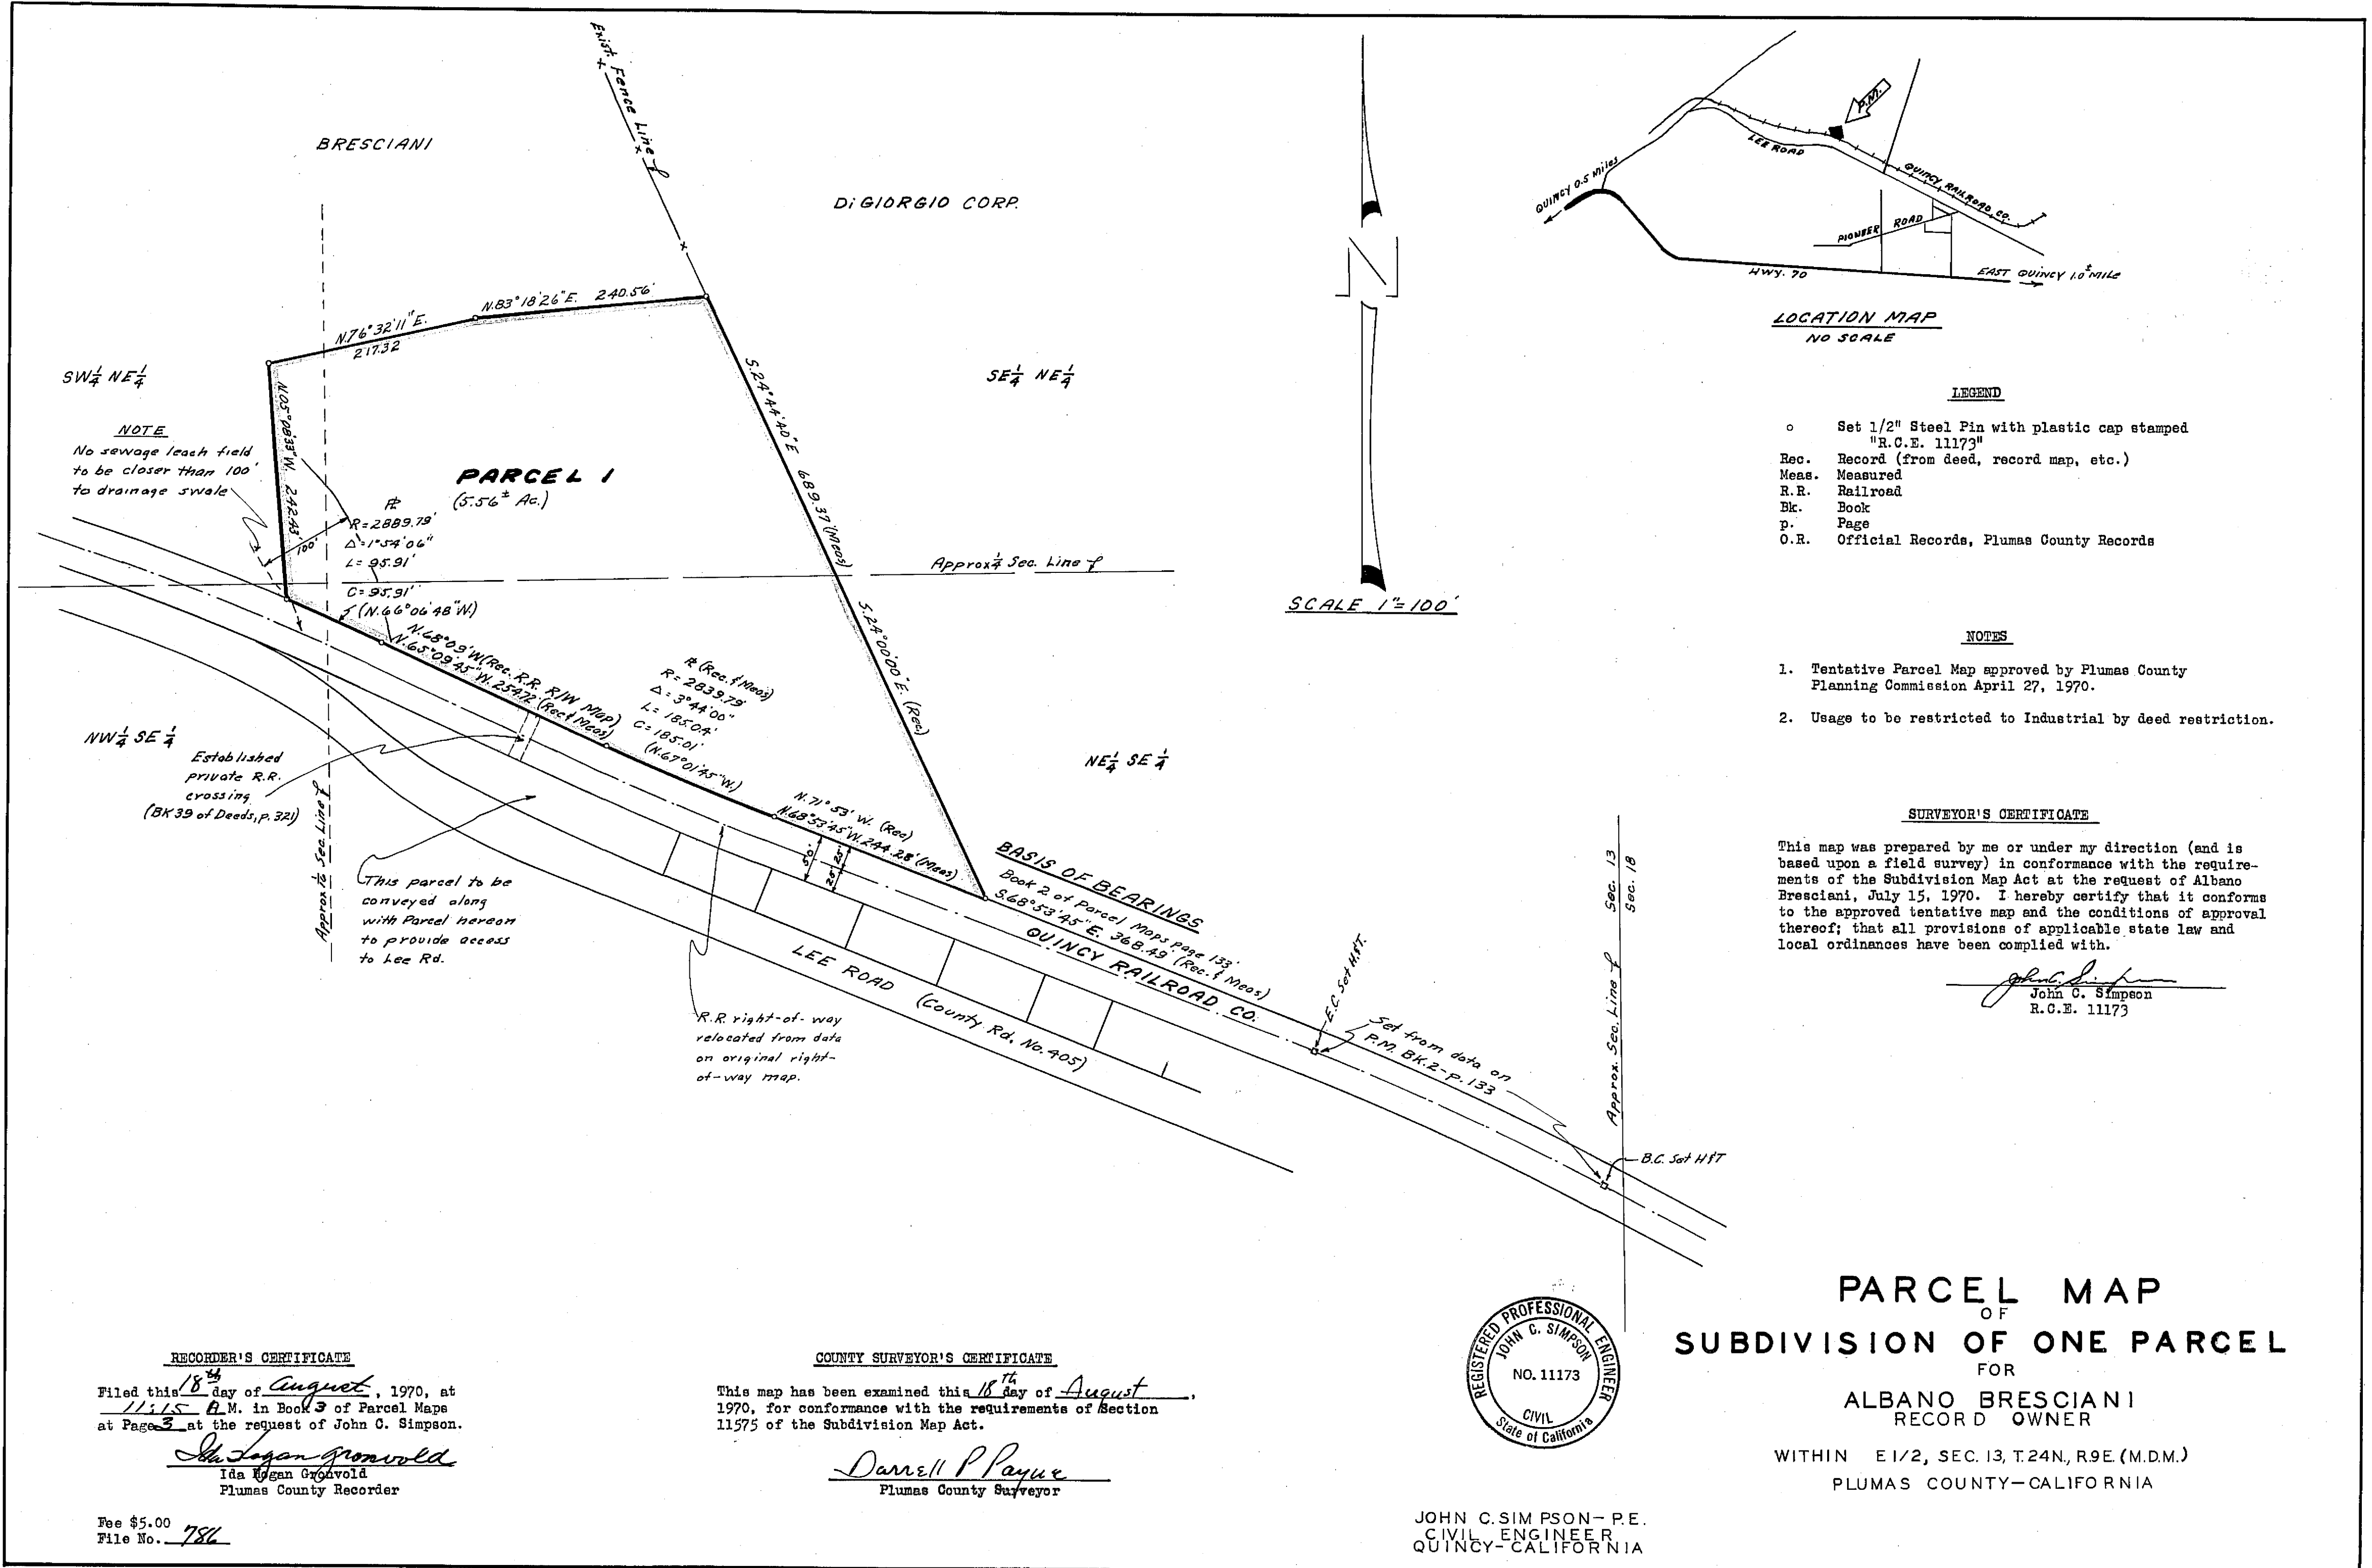 Exist. Fence Line
BRESCIANI
DiGIORGIO CORP.
N.83°18'26"E. 240.56'
N.76°32'11"E.
217.32
SW¼ NE¼
SE¼ NE¼
NOTE
No sewage leach field
to be closer than 100'
to drainage swale
N.05°08'33"W. 242.43'
100'
PARCEL 1
(5.56± Ac.)
R=2889.79'
Δ=1°54'06"
L= 95.91'
C=95.91'
(N.66°06'48"W.)
S.24°44'40"E 689.37'(Meas)
S.24°00'00"E. (Rec)
Approx ¼ Sec. Line
N.68°09'W(Rec. R.R. R/W Map)
N.65°09'45"W. 254.72' (Rec & Meas)
(Rec. & Meas)
R= 2839.79'
Δ= 3°44'00"
L= 185.04'
C=185.01'
(N.67°01'45"W.)
NW¼ SE¼
NE¼ SE¼
Established
private R.R.
crossing
(BK 39 of Deeds, p. 321)
Approx 1/16 Sec. Line
This parcel to be
conveyed along
with Parcel hereon
to provide access
to Lee Rd.
N.71°53'W. (Rec)
N.68°53'45"W. 244.28' (Meas)
50'
25'
25'
BASIS OF BEARINGS
Book 2 of Parcel Maps page 133
S.68°53'45"E. 368.49' (Rec. & Meas)
QUINCY RAILROAD CO.
LEE ROAD (County Rd. No. 405)
R.R. right-of-way
relocated from data
on original right-
of-way map.
E.C. Set H&T.
Set from data on
P.M. BK.2-P.133
Approx. Sec. Line
Sec. 13
Sec. 18
B.C. Set H&T
N
SCALE 1"=100'
P.M.
LEE ROAD
QUINCY RAILROAD CO.
QUINCY 0.5 Miles
PIONEER ROAD
HWY. 70
EAST QUINCY 1.0± MILE
LOCATION MAP
NO SCALE
LEGEND
o Set 1/2" Steel Pin with plastic cap stamped
"R.C.E. 11173"
Rec. Record (from deed, record map, etc.)
Meas. Measured
R.R. Railroad
Bk. Book
p. Page
O.R. Official Records, Plumas County Records
NOTES
1. Tentative Parcel Map approved by Plumas County
Planning Commission April 27, 1970.
2. Usage to be restricted to Industrial by deed restriction.
SURVEYOR'S CERTIFICATE
This map was prepared by me or under my direction (and is
based upon a field survey) in conformance with the require-
ments of the Subdivision Map Act at the request of Albano
Bresciani, July 15, 1970. I hereby certify that it conforms
to the approved tentative map and the conditions of approval
thereof; that all provisions of applicable state law and
local ordinances have been complied with.
John C. Simpson
John C. Simpson
R.C.E. 11173
RECORDER'S CERTIFICATE
Filed this 18th day of August, 1970, at
11:15 A.M. in Book 3 of Parcel Maps
at Page 3 at the request of John C. Simpson.
Ida Hogan Gronvold
Ida Hogan Gronvold
Plumas County Recorder
Fee $5.00
File No. 786
COUNTY SURVEYOR'S CERTIFICATE
This map has been examined this 18Th day of August,
1970, for conformance with the requirements of Section
11575 of the Subdivision Map Act.
Darrell P Payne
Plumas County Surveyor
REGISTERED PROFESSIONAL ENGINEER
JOHN C. SIMPSON
NO. 11173
CIVIL
State of California
JOHN C. SIMPSON-P.E.
CIVIL ENGINEER
QUINCY-CALIFORNIA
PARCEL MAP
OF
SUBDIVISION OF ONE PARCEL
FOR
ALBANO BRESCIANI
RECORD OWNER
WITHIN E1/2, SEC. 13, T.24N., R.9E. (M.D.M.)
PLUMAS COUNTY-CALIFORNIA